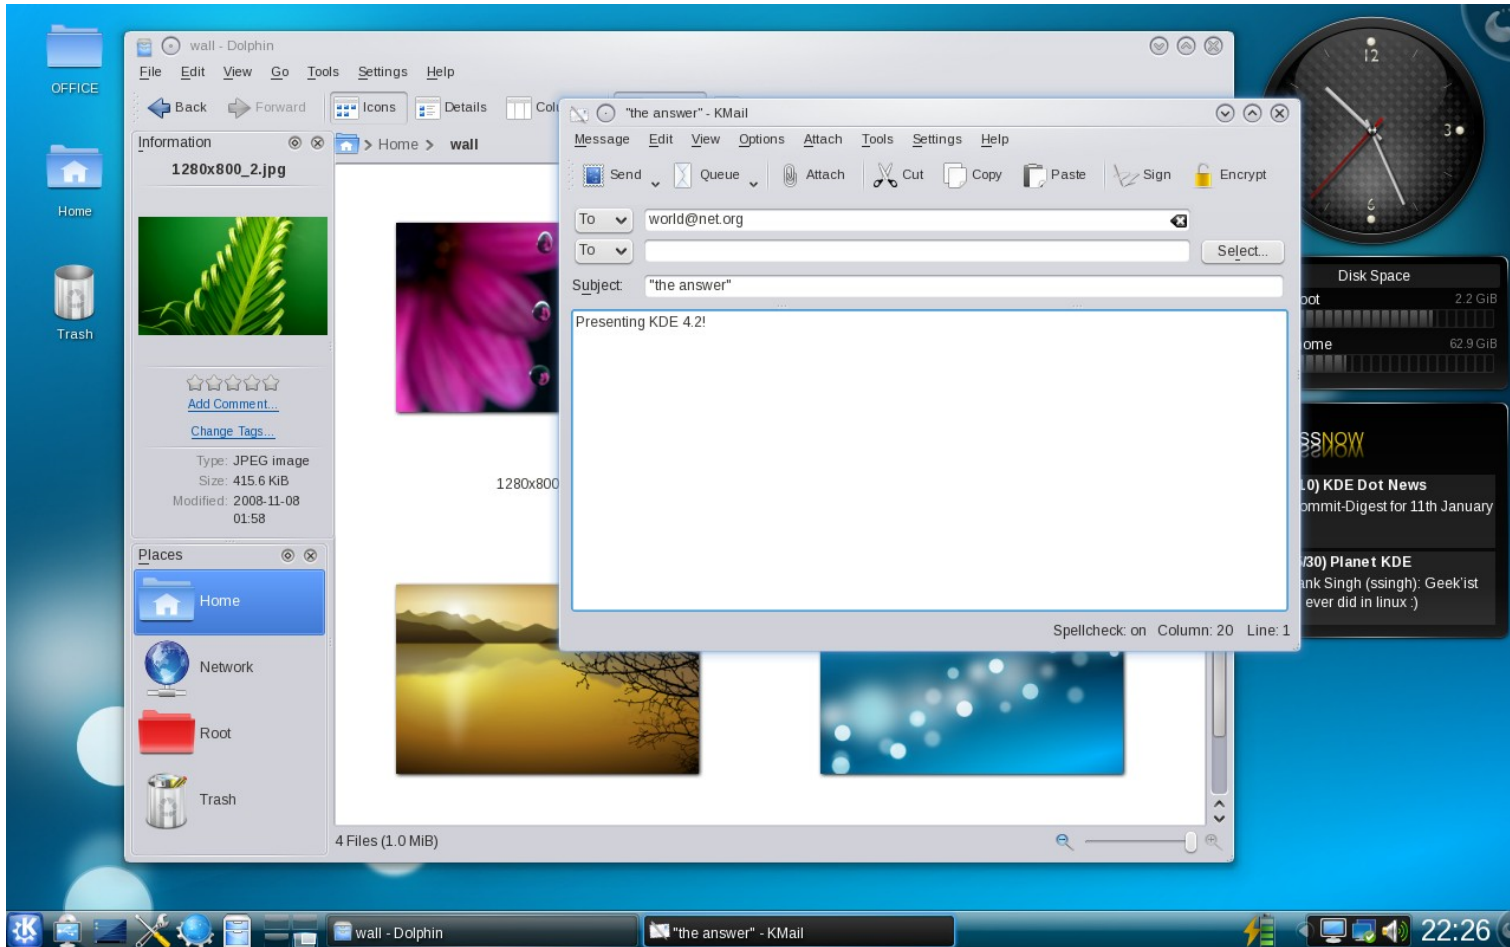 OFFICE
Home
Trash
wall - Dolphin
File Edit View Go Tools Settings Help
Back Forward Icons Details
Information
1280x800_2.jpg
Add Comment...
Change Tags...
Type: JPEG image
Size: 415.6 KiB
Modified: 2008-11-08
01:58
Places
Home
Network
Root
Trash
Home > wall
1280x800
4 Files (1.0 MiB)
"the answer" - KMail
Message Edit View Options Attach Tools Settings Help
Send Queue Attach Cut Copy Paste Sign Encrypt
To world@net.org
To Select...
Subject: "the answer"
Presenting KDE 4.2!
Spellcheck: on Column: 20 Line: 1
12
3
6
Disk Space
2.2 GiB
62.9 GiB
KDE Dot News
for 11th January
Planet KDE
Singh (ssingh): Geek'ist
ever did in linux :)
wall - Dolphin
"the answer" - KMail
22:26